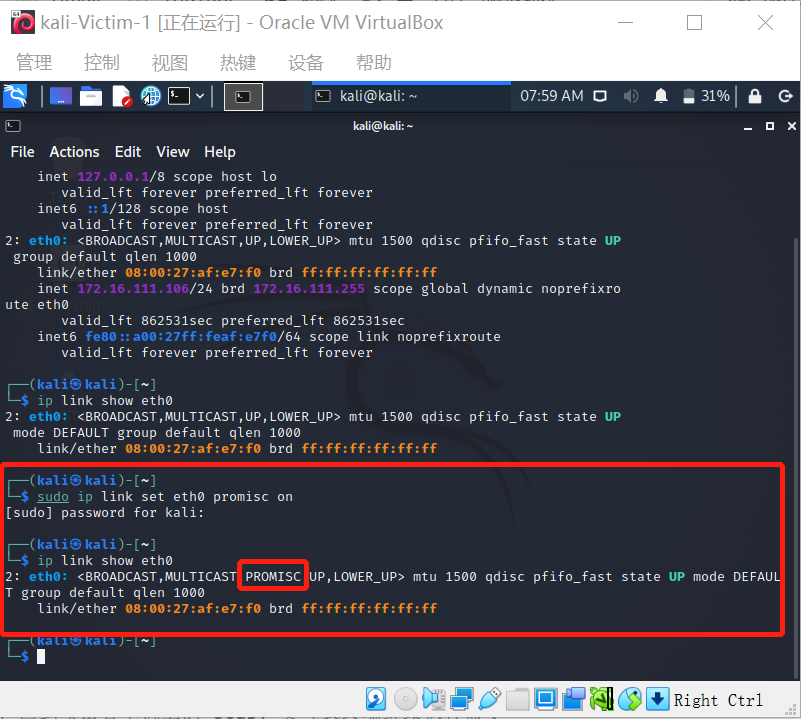 kali-Victim-1 [正在运行] - Oracle VM VirtualBox
管理 控制 视图 热键 设备 帮助
kali@kali: ~ 07:59 AM 31%
kali@kali: ~
File Actions Edit View Help
inet 127.0.0.1/8 scope host lo
valid_lft forever preferred_lft forever
inet6 ::1/128 scope host
valid_lft forever preferred_lft forever
2: eth0: <BROADCAST,MULTICAST,UP,LOWER_UP> mtu 1500 qdisc pfifo_fast state UP
group default qlen 1000
link/ether 08:00:27:af:e7:f0 brd ff:ff:ff:ff:ff:ff
inet 172.16.111.106/24 brd 172.16.111.255 scope global dynamic noprefixro
ute eth0
valid_lft 862531sec preferred_lft 862531sec
inet6 fe80::a00:27ff:feaf:e7f0/64 scope link noprefixroute
valid_lft forever preferred_lft forever
┌──(kali㉿kali)-[~]
└─$ ip link show eth0
2: eth0: <BROADCAST,MULTICAST,UP,LOWER_UP> mtu 1500 qdisc pfifo_fast state UP
mode DEFAULT group default qlen 1000
link/ether 08:00:27:af:e7:f0 brd ff:ff:ff:ff:ff:ff
┌──(kali㉿kali)-[~]
└─$ sudo ip link set eth0 promisc on
[sudo] password for kali:
┌──(kali㉿kali)-[~]
└─$ ip link show eth0
2: eth0: <BROADCAST,MULTICAST PROMISC UP,LOWER_UP> mtu 1500 qdisc pfifo_fast state UP mode DEFAUL
T group default qlen 1000
link/ether 08:00:27:af:e7:f0 brd ff:ff:ff:ff:ff:ff
┌──(kali㉿kali)-[~]
└─$
Right Ctrl